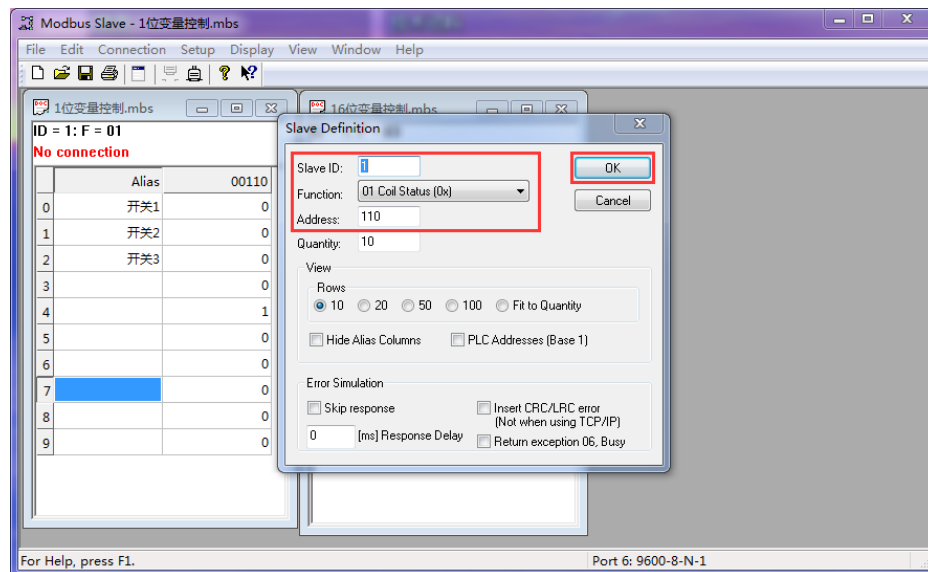 Modbus Slave - 1位变量控制.mbs
File Edit Connection Setup Display View Window Help
1位变量控制.mbs
16位变量控制.mbs
ID = 1: F = 01
No connection
Alias 00110
0 开关1 0
1 开关2 0
2 开关3 0
3 0
4 1
5 0
6 0
7 0
8 0
9 0
Slave Definition
Slave ID: 1
OK
Function: 01 Coil Status (0x)
Cancel
Address: 110
Quantity: 10
View
Rows
10 20 50 100 Fit to Quantity
Hide Alias Columns PLC Addresses (Base 1)
Error Simulation
Skip response Insert CRC/LRC error
(Not when using TCP/IP)
0 [ms] Response Delay Return exception 06, Busy
For Help, press F1. Port 6: 9600-8-N-1